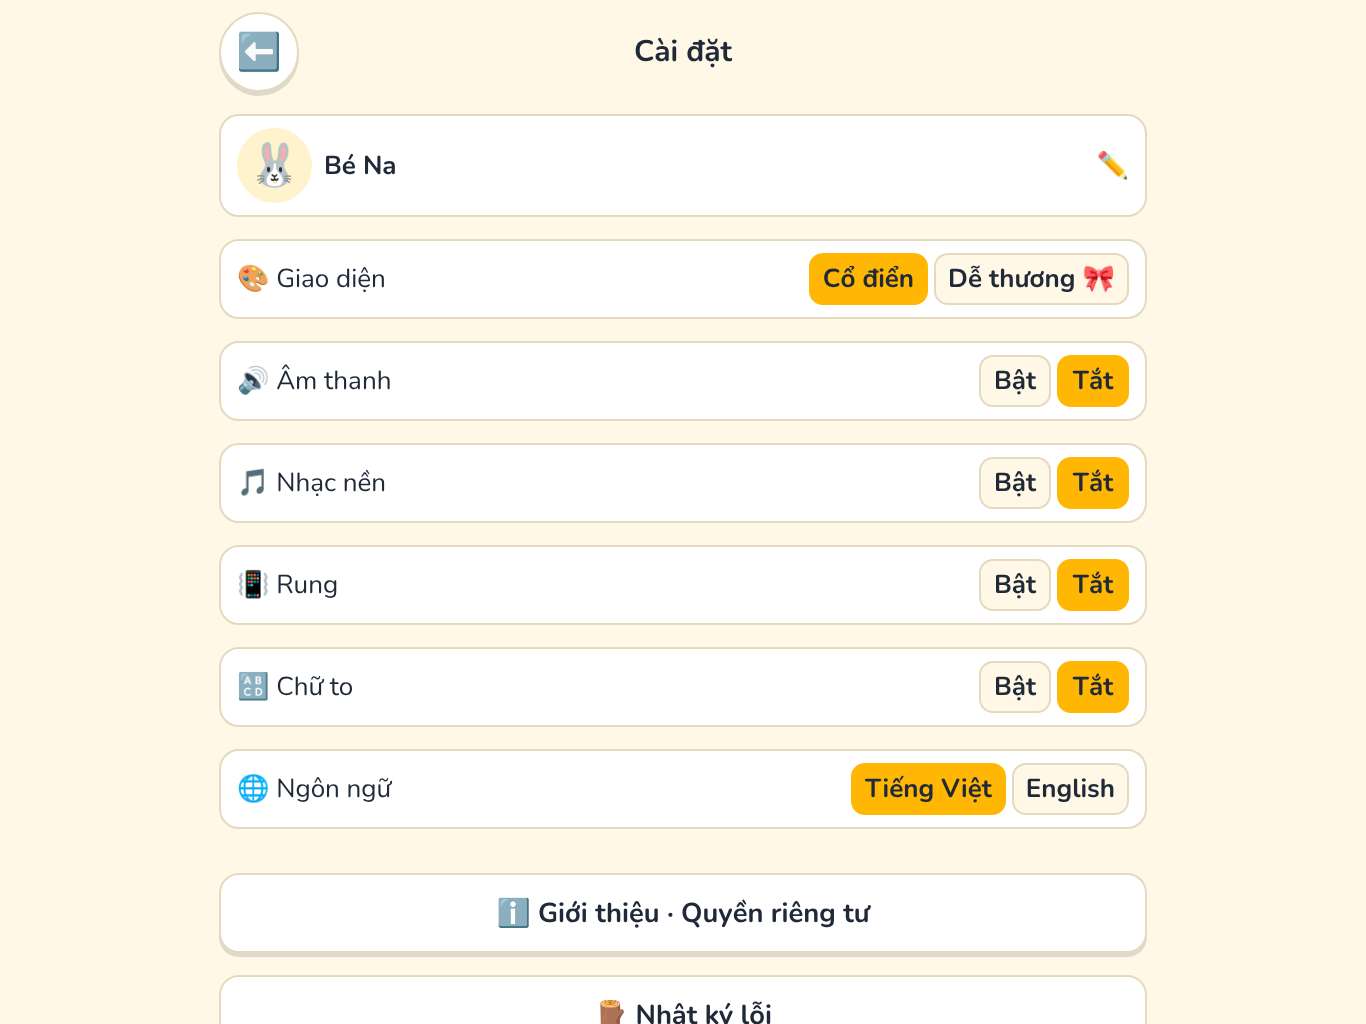 Cài đặt
Bé Na
Giao diện Cổ điển Dễ thương
Âm thanh Bật Tắt
Nhạc nền Bật Tắt
Rung Bật Tắt
Chữ to Bật Tắt
Ngôn ngữ Tiếng Việt English
Giới thiệu · Quyền riêng tư
Nhật ký lỗi